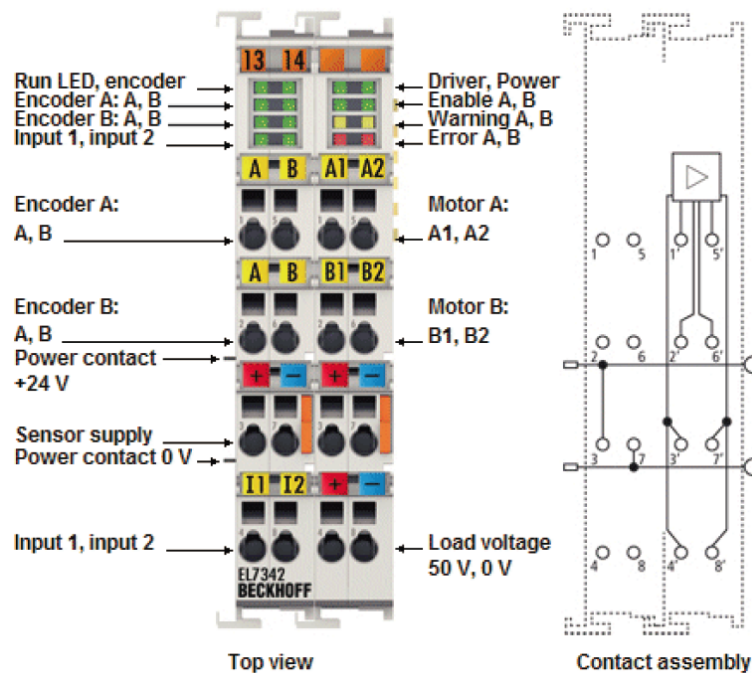 13 14
Run LED, encoder
Encoder A: A, B
Encoder B: A, B
Input 1, input 2
Driver, Power
Enable A, B
Warning A, B
Error A, B
A B A1 A2
Encoder A:
A, B
Motor A:
A1, A2
1 5 1' 5'
A B B1 B2
Encoder B:
A, B
Motor B:
B1, B2
2 6 2' 6'
Power contact
+24 V
+ − + −
Sensor supply
Power contact 0 V
3 7 3' 7'
I1 I2 + −
Input 1, input 2
Load voltage
50 V, 0 V
4 8 4' 8'
EL7342
BECKHOFF
Top view
Contact assembly